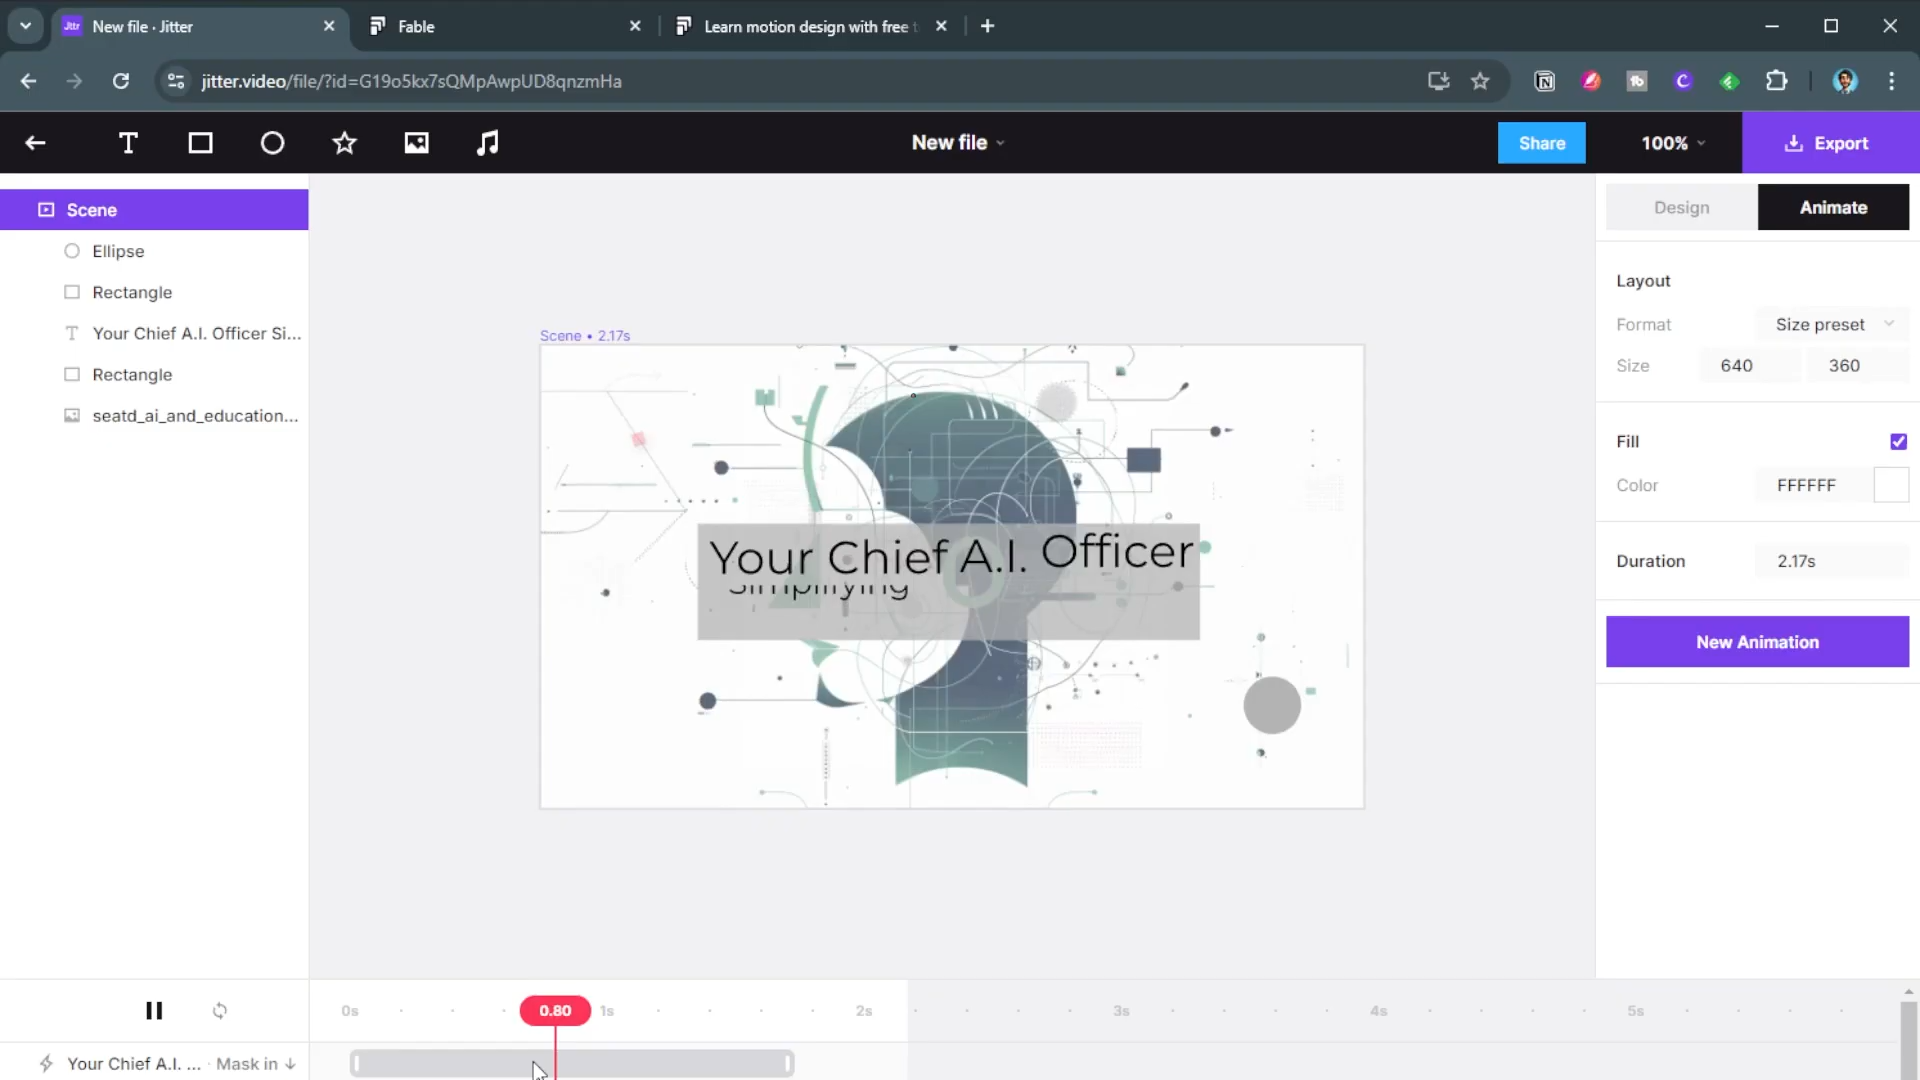 New file · Jitter
Fable
Learn motion design with free
jitter.video/file/?id=G19o5kx7sQMpAwpUD8qnzmHa
New file
Share
100%
Export
Scene
Ellipse
Rectangle
Your Chief A.I. Officer Si...
Rectangle
seatd_ai_and_education...
Scene • 2.17s
Your Chief A.I. Officer
Simplifying
Design
Animate
Layout
Format
Size preset
Size
640
360
Fill
Color
FFFFFF
Duration
2.17s
New Animation
0s
0.80
1s
2s
3s
4s
5s
Your Chief A.I. ... · Mask in